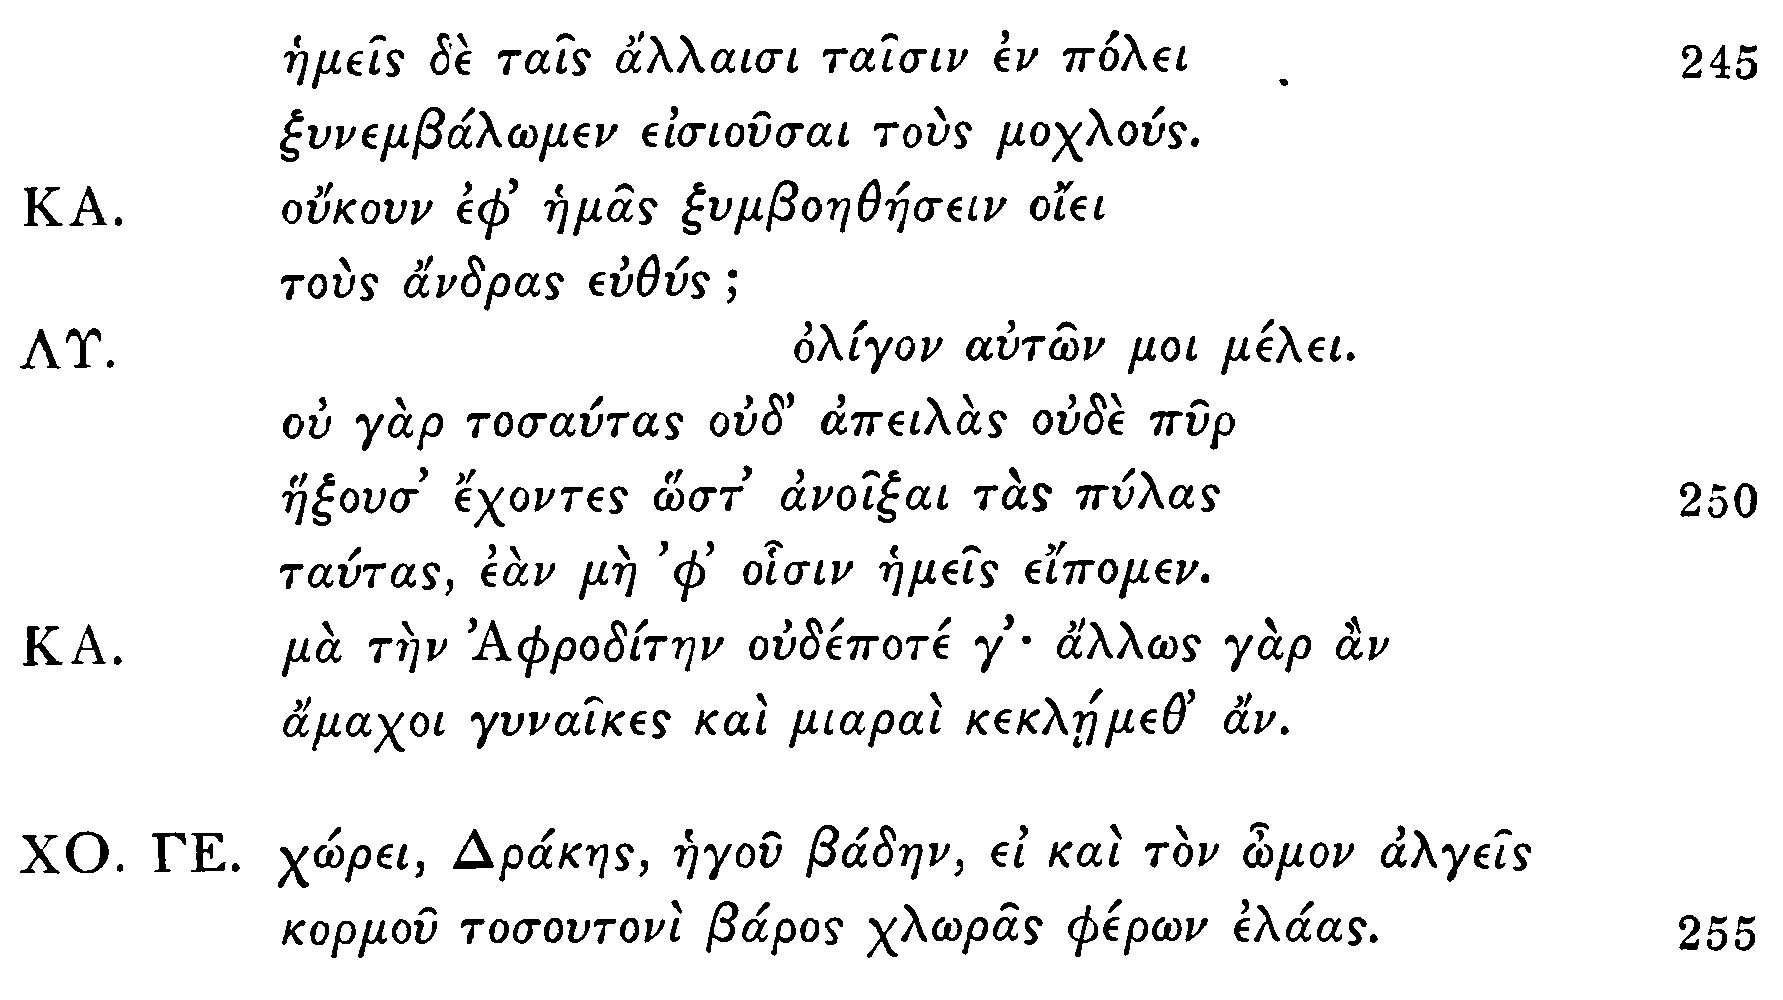 ἡμεῖς δὲ ταῖς ἄλλαισι ταῖσιν ἐν πόλει 245
ξυνεμβάλωμεν εἰσιοῦσαι τοὺς μοχλούς.
ΚΑ. οὔκουν ἐφ’ ἡμᾶς ξυμβοηθήσειν οἴει
τοὺς ἄνδρας εὐθύς ;
ΛΥ. ὀλίγον αὐτῶν μοι μέλει.
οὐ γὰρ τοσαύτας οὐδ’ ἀπειλὰς οὐδὲ πῦρ
ἥξουσ’ ἔχοντες ὥστ’ ἀνοῖξαι τὰς πύλας 250
ταύτας, ἐὰν μὴ ’φ’ οἷσιν ἡμεῖς εἴπομεν.
ΚΑ. μὰ τὴν Ἀφροδίτην οὐδέποτέ γ’· ἄλλως γὰρ ἂν
ἄμαχοι γυναῖκες καὶ μιαραὶ κεκλῄμεθ’ ἄν.
ΧΟ. ΓΕ. χώρει, Δράκης, ἡγοῦ βάδην, εἰ καὶ τὸν ὦμον ἀλγεῖς
κορμοῦ τοσουτονὶ βάρος χλωρᾶς φέρων ἐλάας. 255